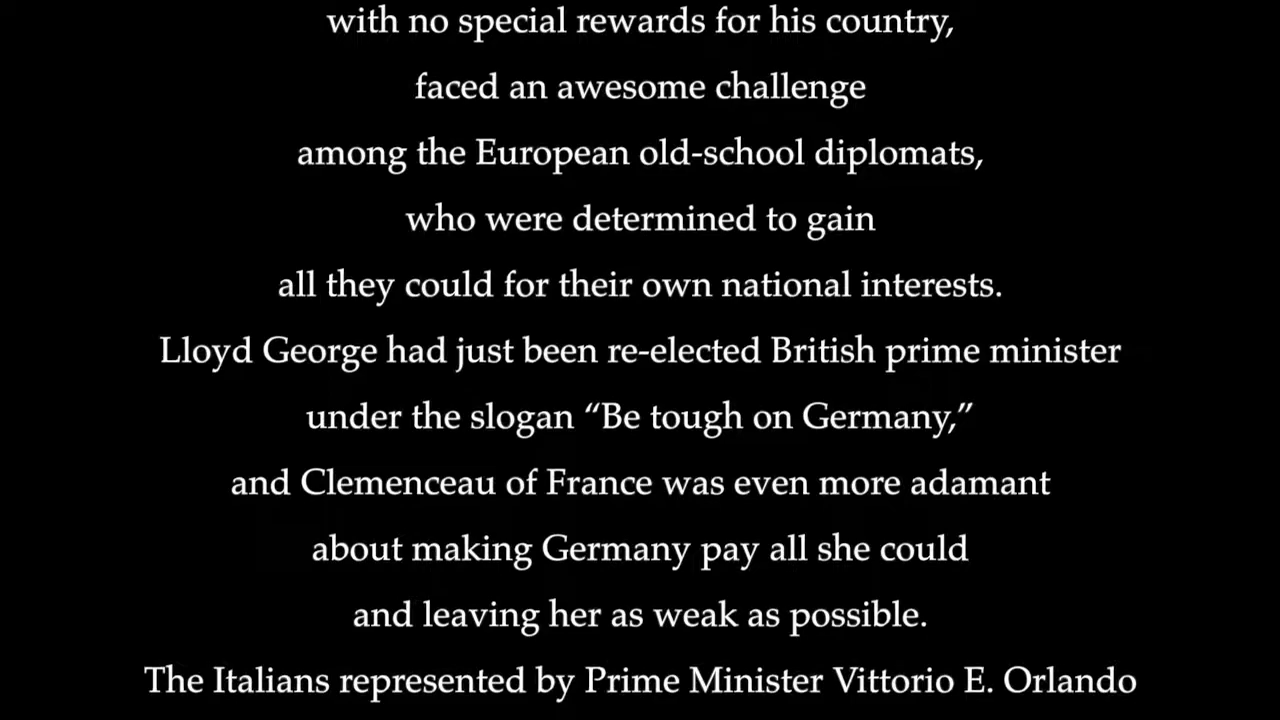 with no special rewards for his country,
faced an awesome challenge
among the European old-school diplomats,
who were determined to gain
all they could for their own national interests.
Lloyd George had just been re-elected British prime minister
under the slogan “Be tough on Germany,”
and Clemenceau of France was even more adamant
about making Germany pay all she could
and leaving her as weak as possible.
The Italians represented by Prime Minister Vittorio E. Orlando